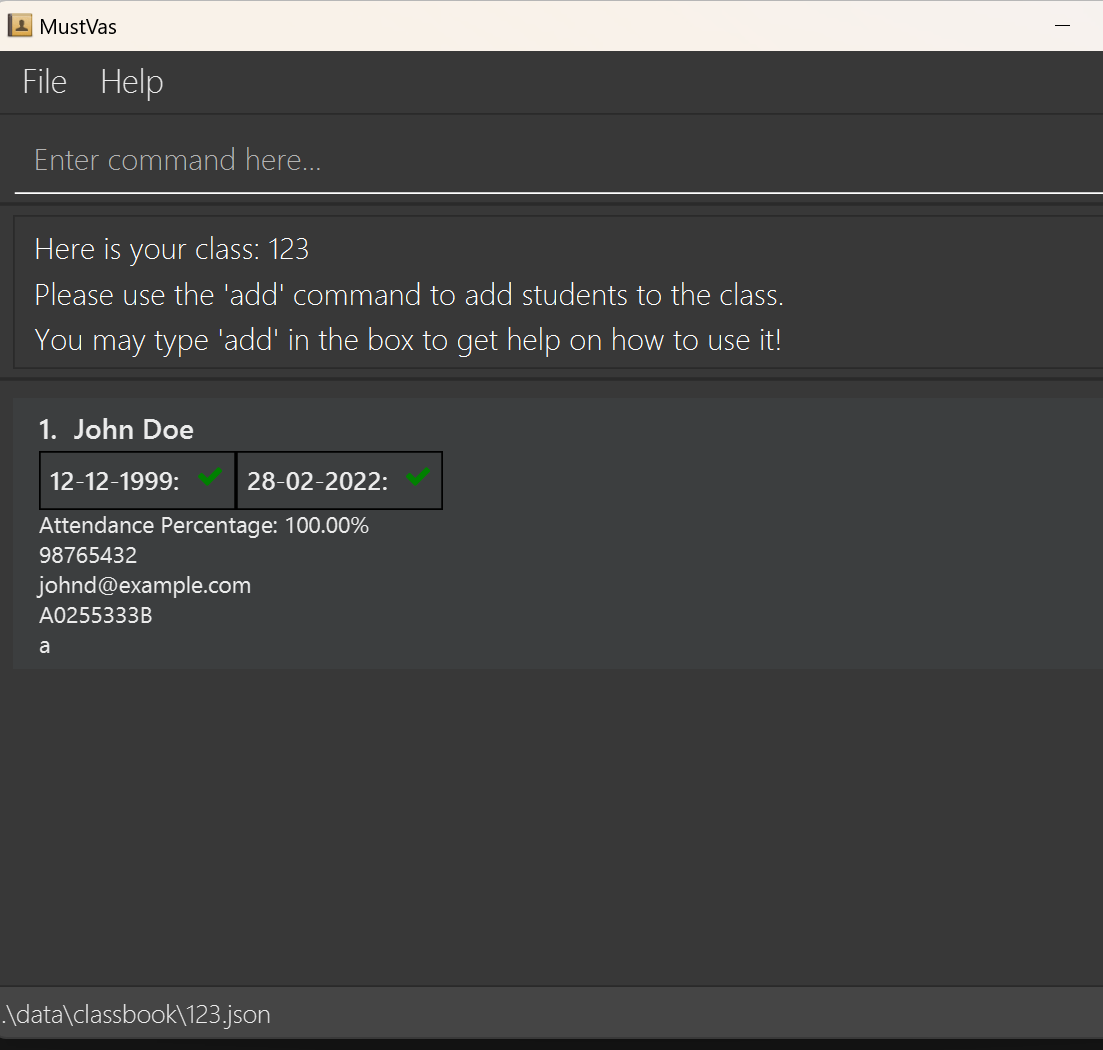 MustVas
File Help
Enter command here...
Here is your class: 123
Please use the 'add' command to add students to the class.
You may type 'add' in the box to get help on how to use it!
1. John Doe
12-12-1999: 28-02-2022:
Attendance Percentage: 100.00%
98765432
johnd@example.com
A0255333B
a
.\data\classbook\123.json